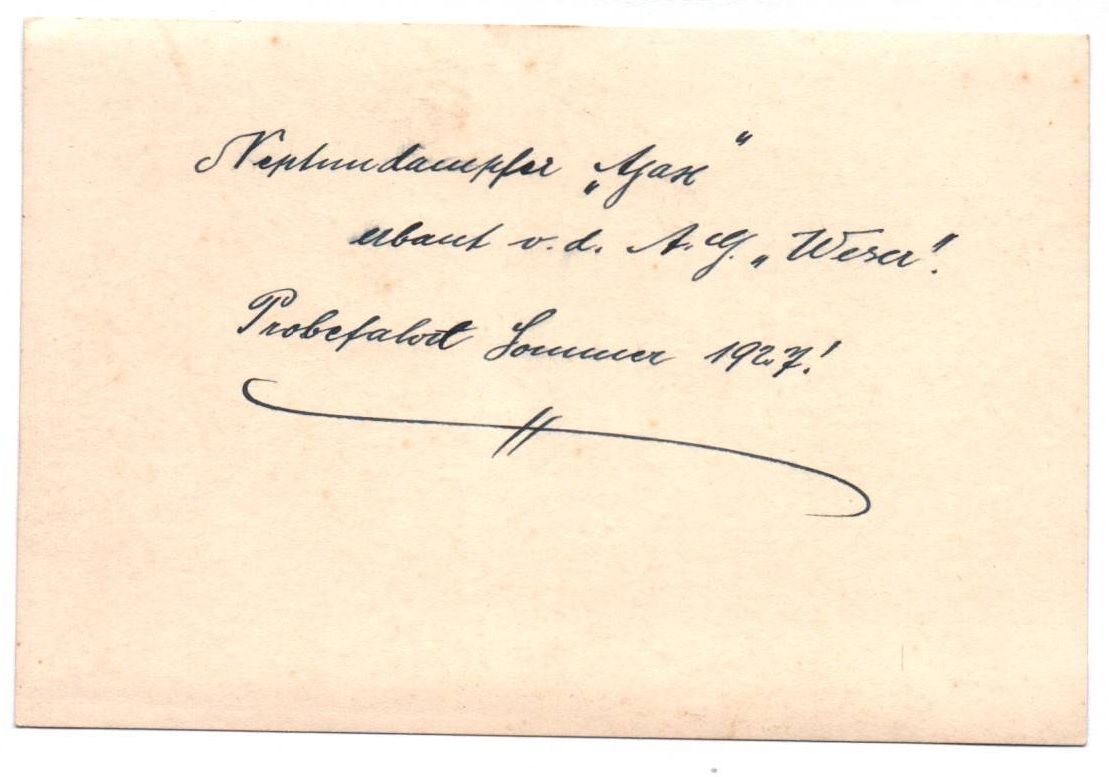 Neptundampfer „Ajax"
erbaut v. d. A. G. „Weser"!
Probefahrt Sommer 1927!